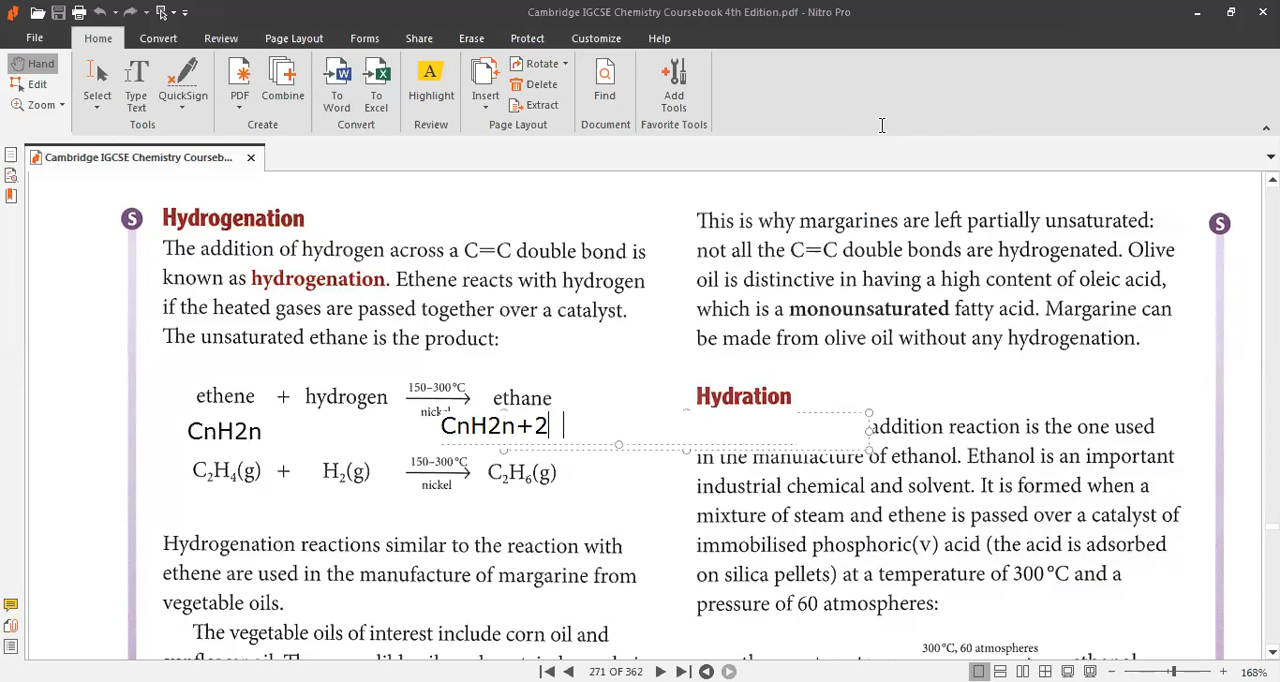 Cambridge IGCSE Chemistry Coursebook 4th Edition.pdf - Nitro Pro
File Home Convert Review Page Layout Forms Share Erase Protect Customize Help
Hand
Edit
Zoom
Select
Type Text
QuickSign
Tools
PDF
Combine
Create
To Word
To Excel
Convert
Highlight
Review
Insert
Rotate
Delete
Extract
Page Layout
Find
Document
Add Tools
Favorite Tools
Cambridge IGCSE Chemistry Courseb...
S
Hydrogenation
The addition of hydrogen across a C=C double bond is
known as hydrogenation. Ethene reacts with hydrogen
if the heated gases are passed together over a catalyst.
The unsaturated ethane is the product:
ethene + hydrogen 150–300 °C ethane
CnH2n CnH2n+2
C₂H₄(g) + H₂(g) 150–300 °C nickel C₂H₆(g)
Hydrogenation reactions similar to the reaction with
ethene are used in the manufacture of margarine from
vegetable oils.
The vegetable oils of interest include corn oil and
This is why margarines are left partially unsaturated:
not all the C=C double bonds are hydrogenated. Olive
oil is distinctive in having a high content of oleic acid,
which is a monounsaturated fatty acid. Margarine can
be made from olive oil without any hydrogenation.
S
Hydration
addition reaction is the one used
in the manufacture of ethanol. Ethanol is an important
industrial chemical and solvent. It is formed when a
mixture of steam and ethene is passed over a catalyst of
immobilised phosphoric(v) acid (the acid is adsorbed
on silica pellets) at a temperature of 300 °C and a
pressure of 60 atmospheres:
300 °C, 60 atmospheres
271 OF 362
168%